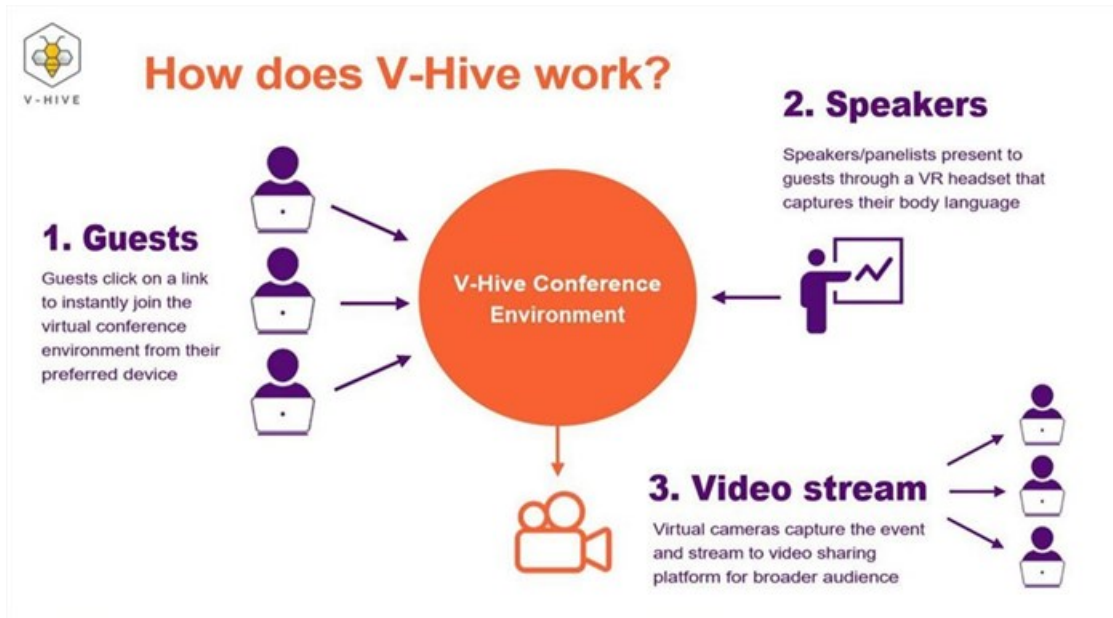 V-HIVE
How does V-Hive work?
1. Guests
Guests click on a link
to instantly join the
virtual conference
environment from their
preferred device
V-Hive Conference
Environment
2. Speakers
Speakers/panelists present to
guests through a VR headset that
captures their body language
3. Video stream
Virtual cameras capture the event
and stream to video sharing
platform for broader audience